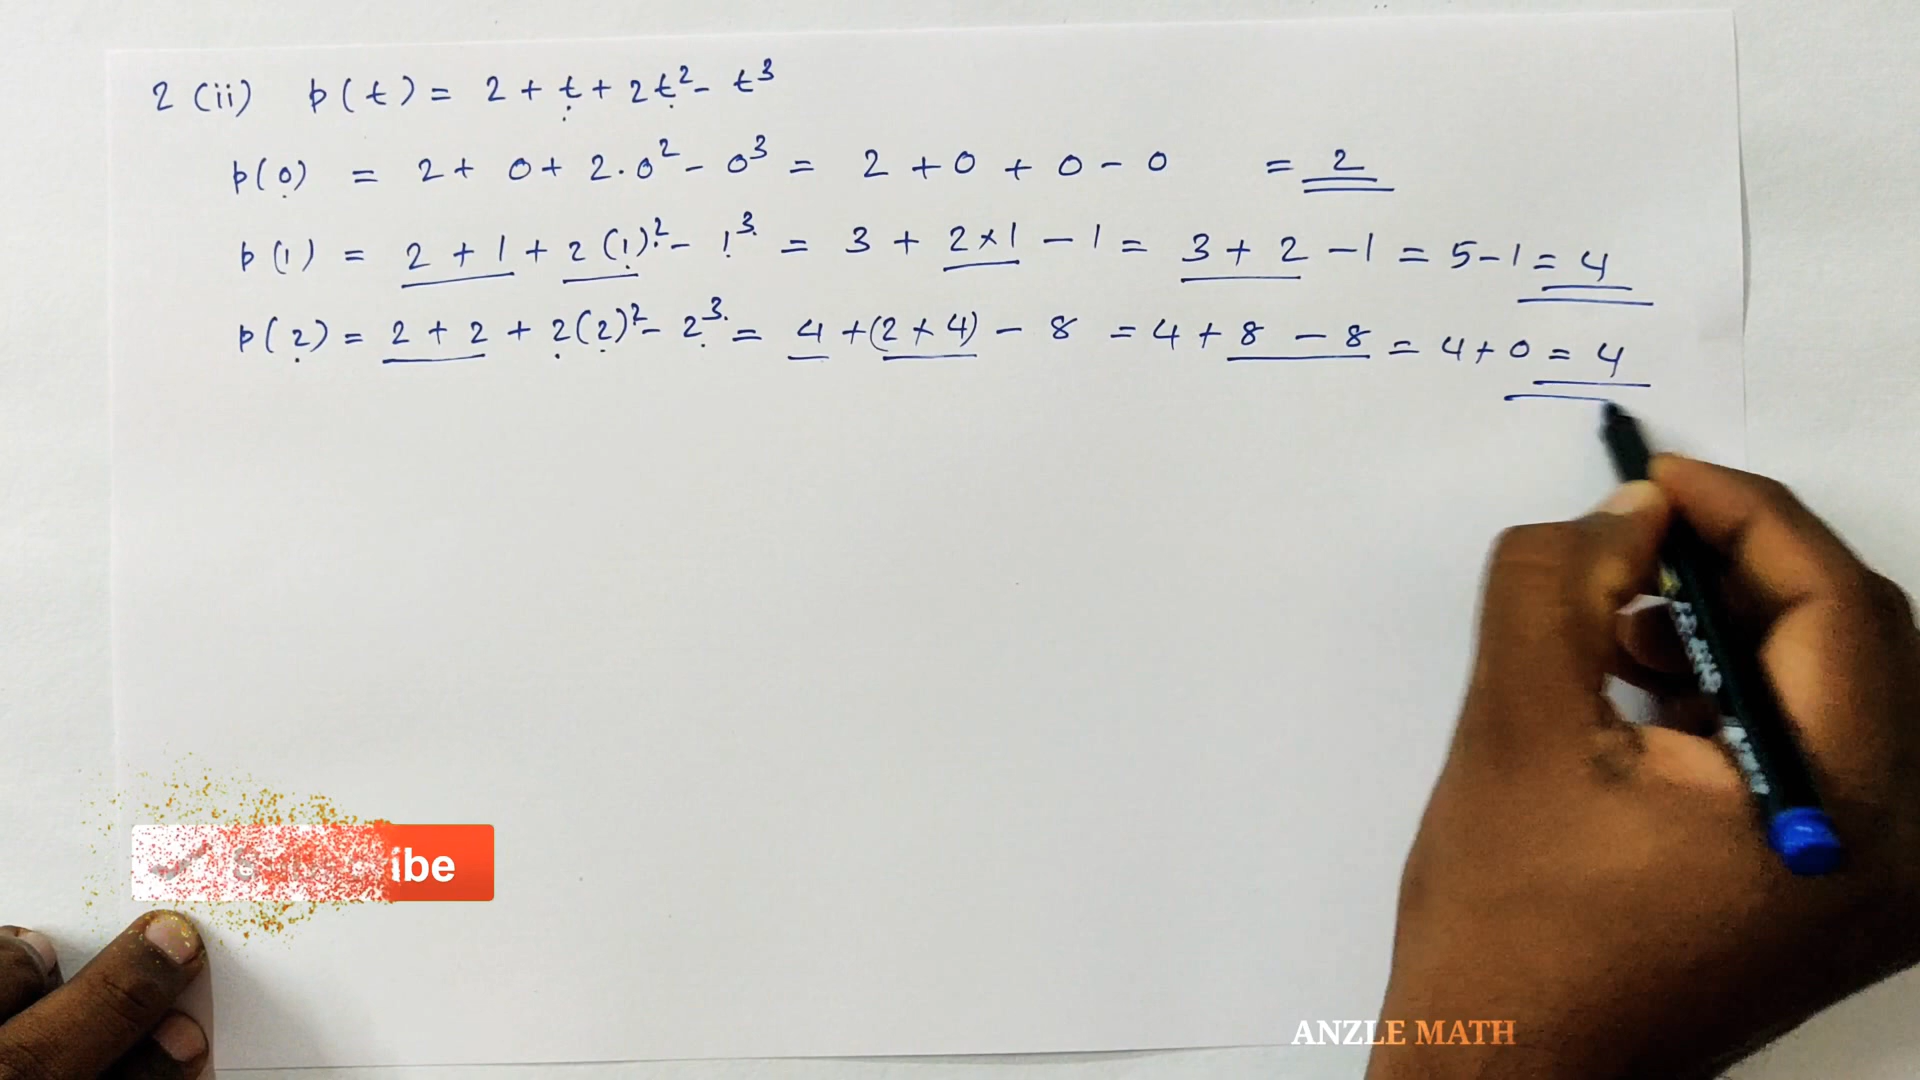 2 (ii) p(t) = 2 + t + 2t² - t³
p(0) = 2 + 0 + 2.0² - 0³ = 2 + 0 + 0 - 0 = 2
p(1) = 2 + 1 + 2(1)² - 1³ = 3 + 2×1 - 1 = 3 + 2 - 1 = 5 - 1 = 4
p(2) = 2 + 2 + 2(2)² - 2³ = 4 + (2 × 4) - 8 = 4 + 8 - 8 = 4 + 0 = 4
ibe
ANZLE MATH